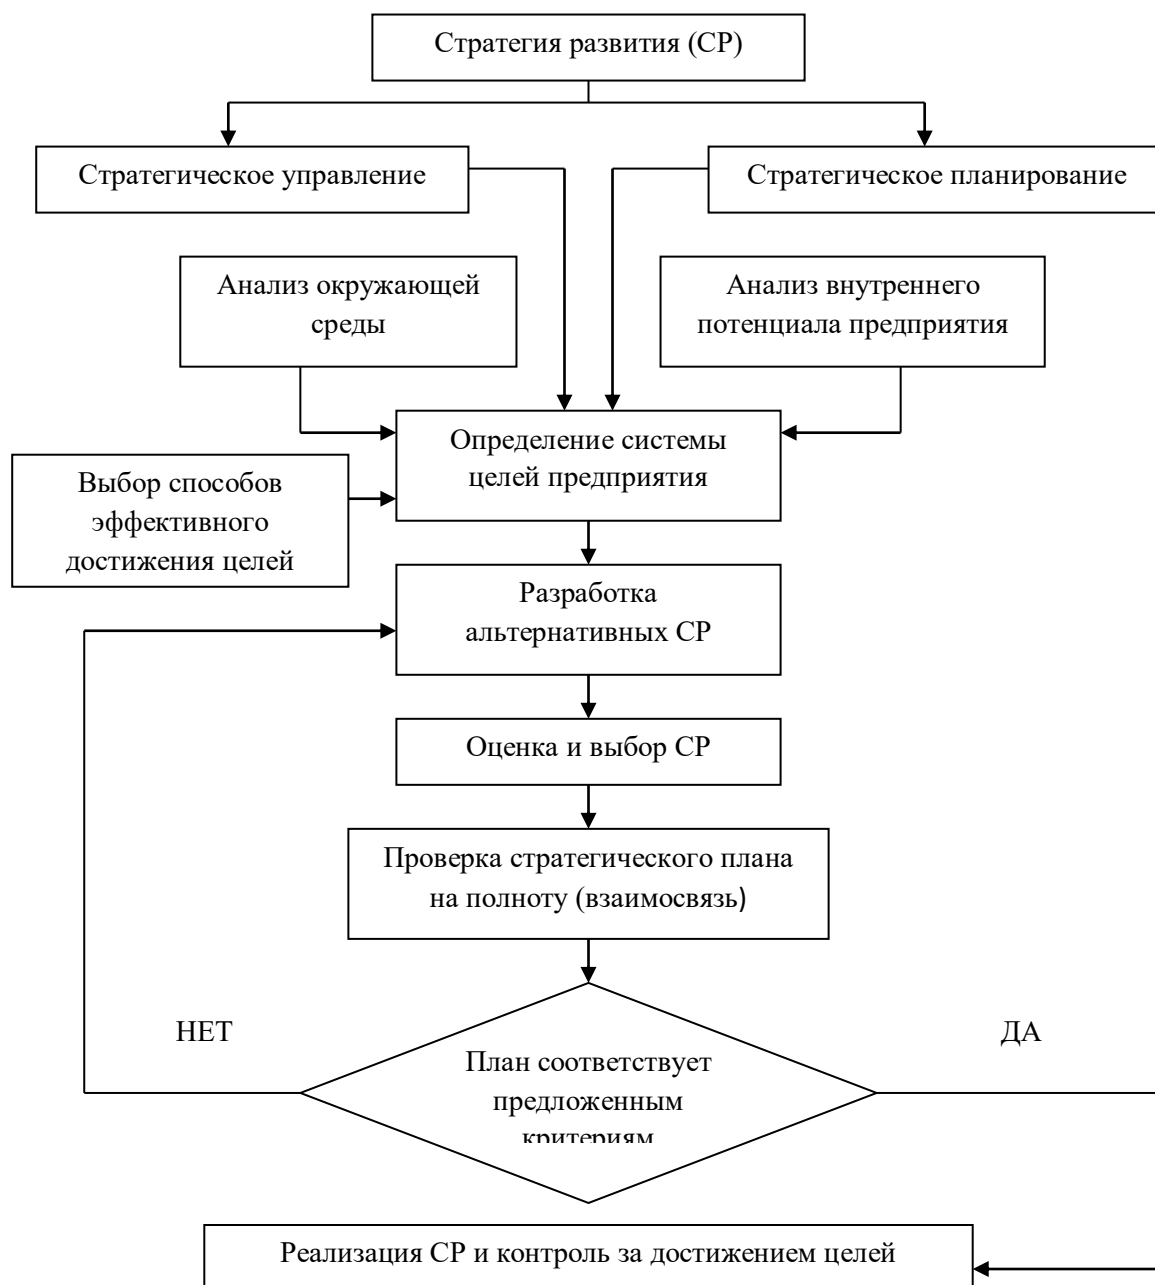 Стратегия развития (СР)
Стратегическое управление
Стратегическое планирование
Анализ окружающей
среды
Анализ внутреннего
потенциала предприятия
Определение системы
целей предприятия
Выбор способов
эффективного
достижения целей
Разработка
альтернативных СР
Оценка и выбор СР
Проверка стратегического плана
на полноту (взаимосвязь)
НЕТ
ДА
План соответствует
предложенным
критериям
Реализация СР и контроль за достижением целей